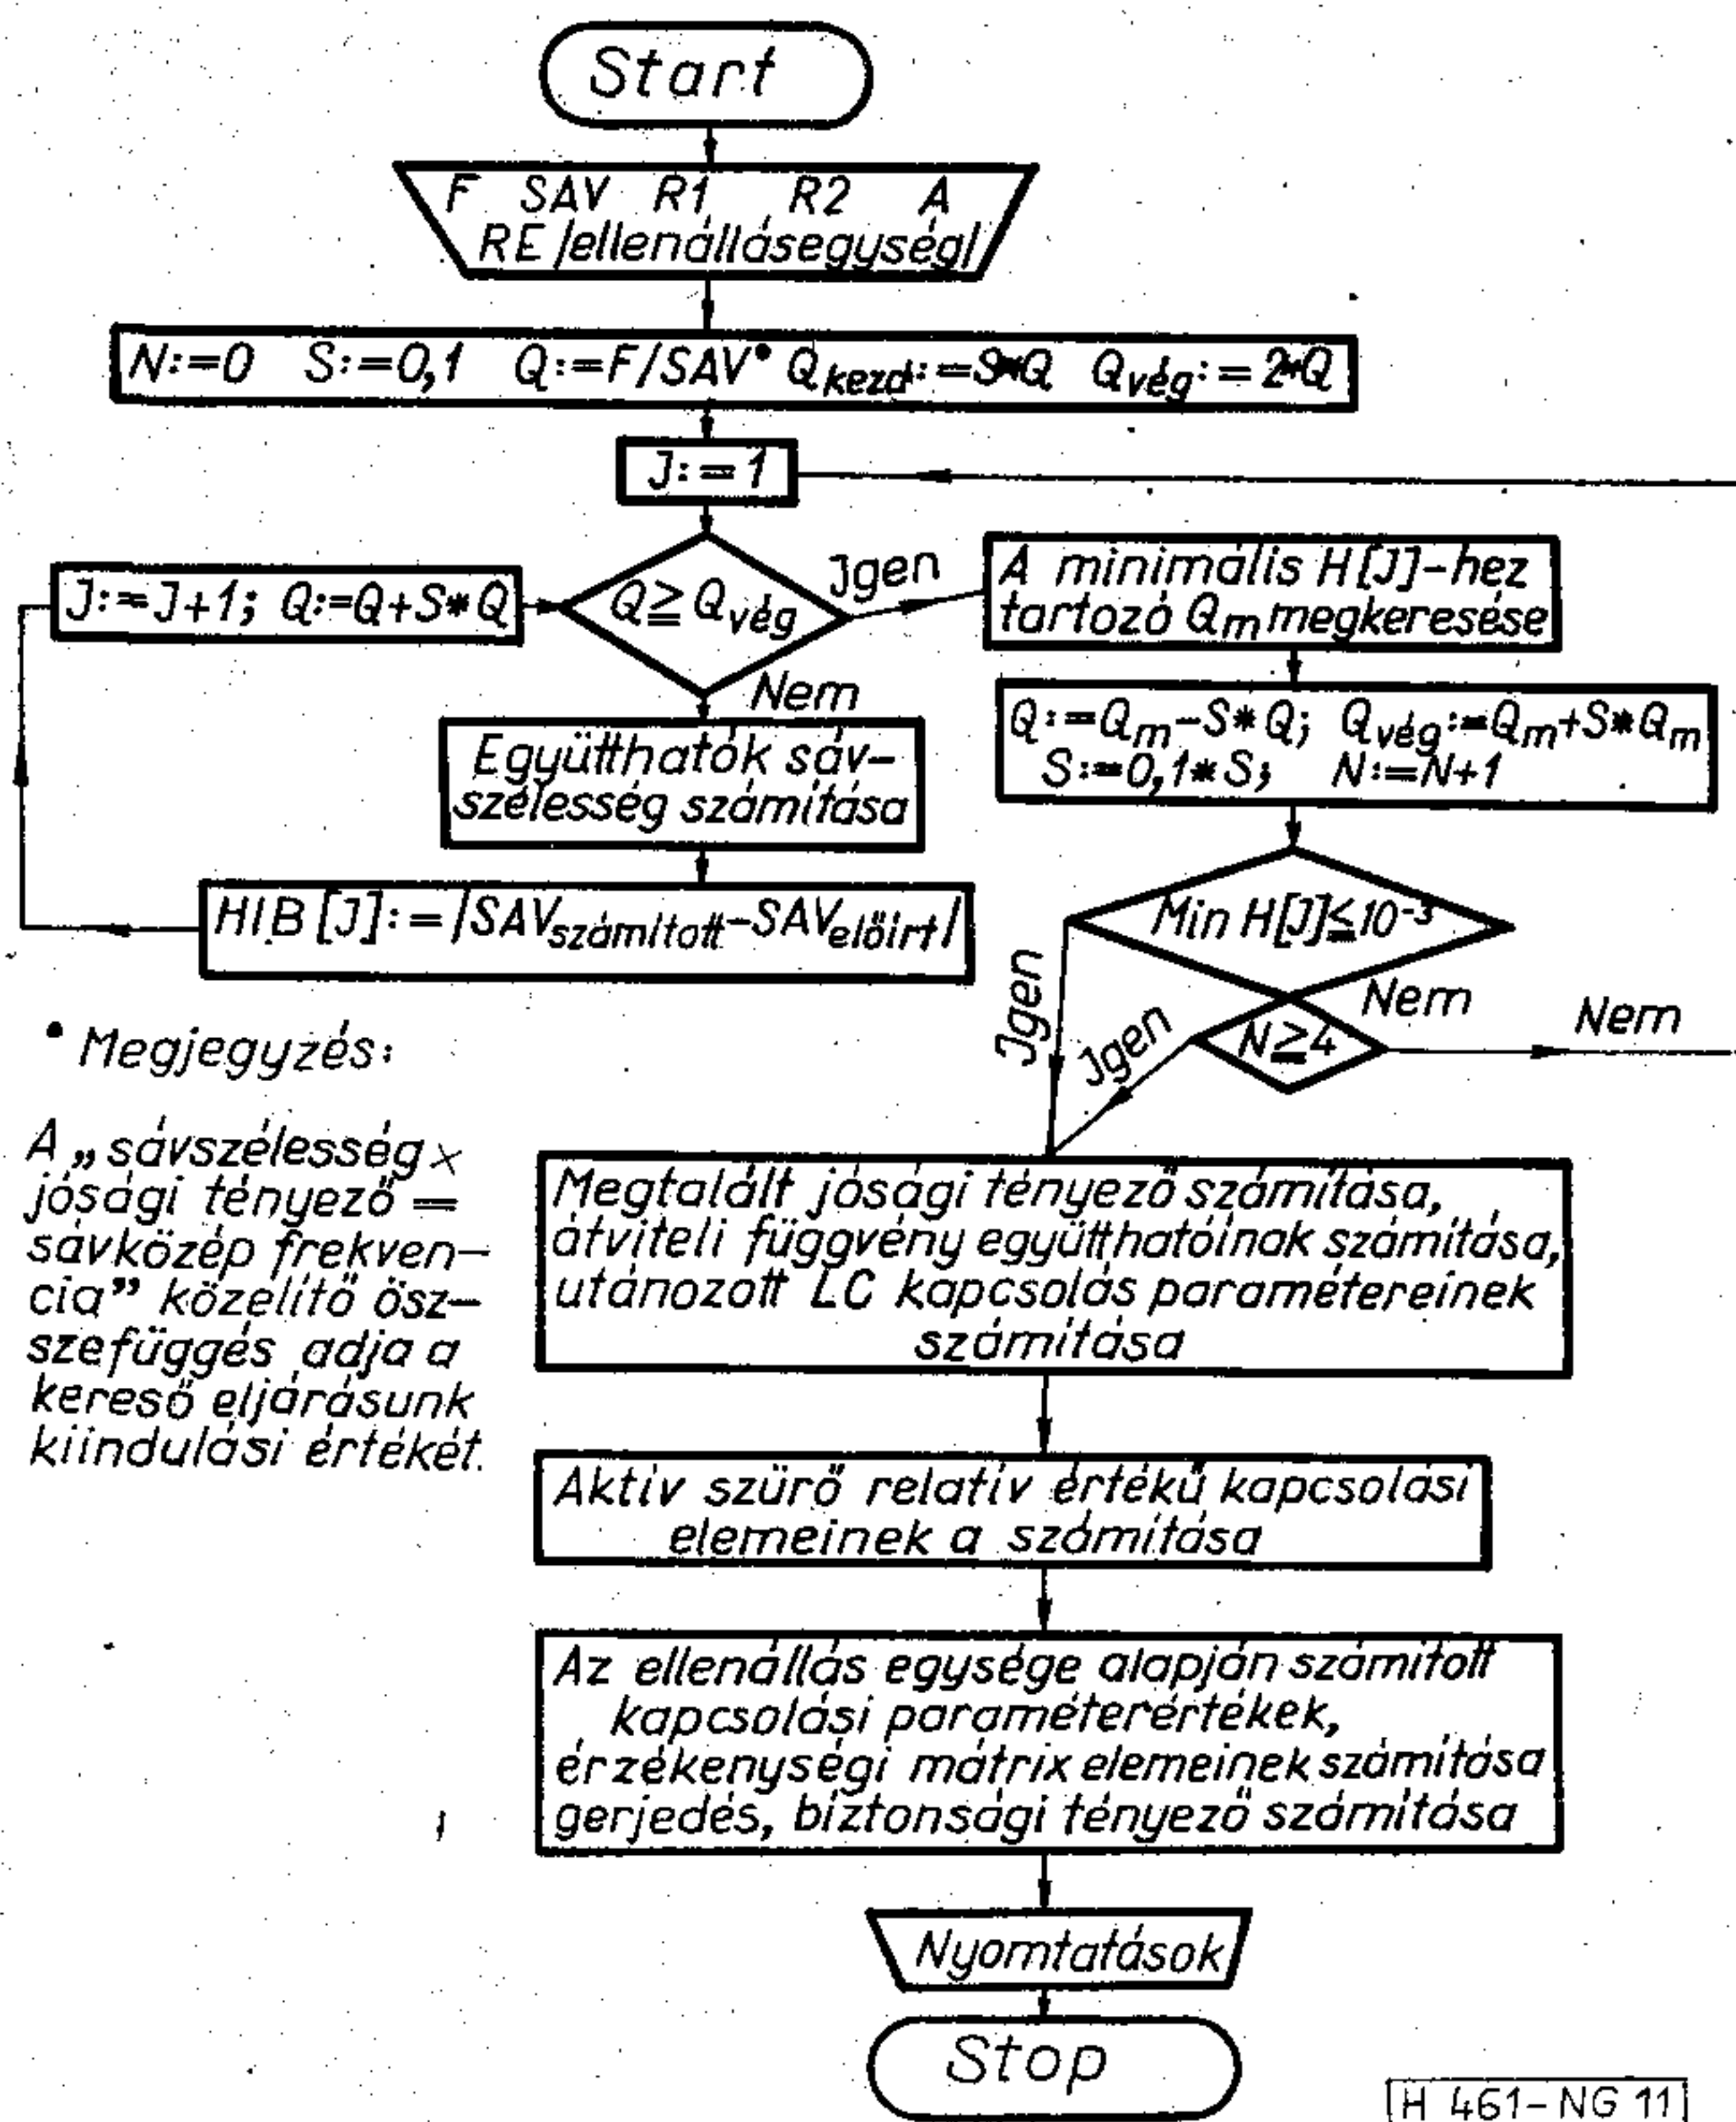 Start
F SAV R1 R2 A
RE /ellenállásegység/
N:=0 S:=0,1 Q:=F/SAV• Qkezd:=S*Q Qvég:=2*Q
J:=1
J:=J+1; Q:=Q+S*Q
Q≧Qvég
Jgen
Nem
A minimális H[J]-hez
tartozó Qm megkeresése
Q:=Qm-S*Q; Qvég:=Qm+S*Qm
S:=0,1*S; N:=N+1
Együtthatók sáv-
szélesség számítása
HIB[J]:=/SAVszámított-SAVelőirt/
Min H[J]≦10⁻³
Jgen
Nem
N≧4
Jgen
Nem
• Megjegyzés:
A „sávszélesség×
jósági tényező =
sávközép frekven-
cia” közelítő ösz-
szefüggés adja a
kereső eljárásunk
kiindulási értékét.
Megtalált jósági tényező számítása,
átviteli függvény együtthatóinak számítása,
utánozott LC kapcsolás paramétereinek
számítása
Aktív szürő relatív értékű kapcsolási
elemeinek a számítása
Az ellenállás egysége alapján számított
kapcsolási paraméterértékek,
érzékenységi mátrix elemeinek számítása
gerjedés, biztonsági tényező számítása
Nyomtatások
Stop
H 461-NG 11